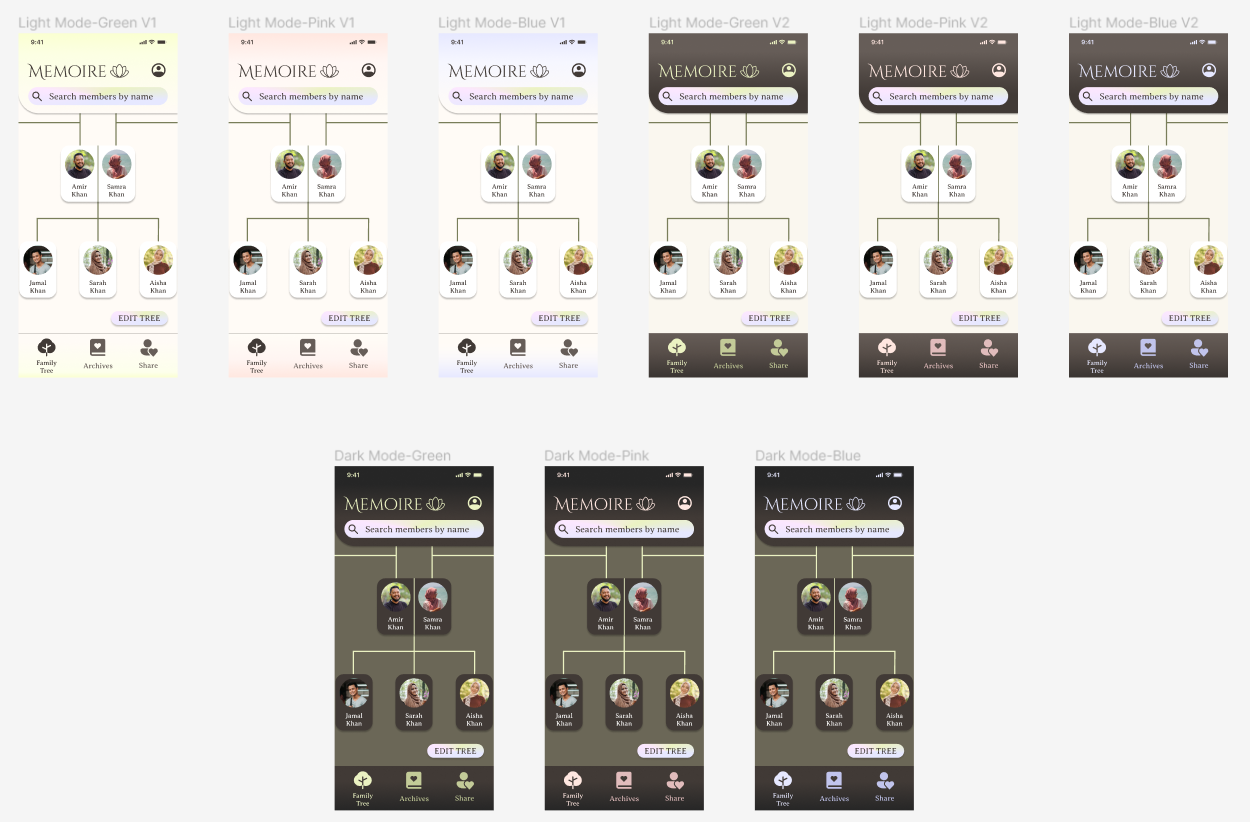 Light Mode-Green V1
9:41
MEMOIRE
Search members by name
Amir Khan
Samra Khan
Jamal Khan
Sarah Khan
Aisha Khan
EDIT TREE
Family Tree
Archives
Share
Light Mode-Pink V1
9:41
MEMOIRE
Search members by name
Amir Khan
Samra Khan
Jamal Khan
Sarah Khan
Aisha Khan
EDIT TREE
Family Tree
Archives
Share
Light Mode-Blue V1
9:41
MEMOIRE
Search members by name
Amir Khan
Samra Khan
Jamal Khan
Sarah Khan
Aisha Khan
EDIT TREE
Family Tree
Archives
Share
Light Mode-Green V2
9:41
MEMOIRE
Search members by name
Amir Khan
Samra Khan
Jamal Khan
Sarah Khan
Aisha Khan
EDIT TREE
Family Tree
Archives
Share
Light Mode-Pink V2
9:41
MEMOIRE
Search members by name
Amir Khan
Samra Khan
Jamal Khan
Sarah Khan
Aisha Khan
EDIT TREE
Family Tree
Archives
Share
Light Mode-Blue V2
9:41
MEMOIRE
Search members by name
Amir Khan
Samra Khan
Jamal Khan
Sarah Khan
Aisha Khan
EDIT TREE
Family Tree
Archives
Share
Dark Mode-Green
9:41
MEMOIRE
Search members by name
Amir Khan
Samra Khan
Jamal Khan
Sarah Khan
Aisha Khan
EDIT TREE
Family Tree
Archives
Share
Dark Mode-Pink
9:41
MEMOIRE
Search members by name
Amir Khan
Samra Khan
Jamal Khan
Sarah Khan
Aisha Khan
EDIT TREE
Family Tree
Archives
Share
Dark Mode-Blue
9:41
MEMOIRE
Search members by name
Amir Khan
Samra Khan
Jamal Khan
Sarah Khan
Aisha Khan
EDIT TREE
Family Tree
Archives
Share